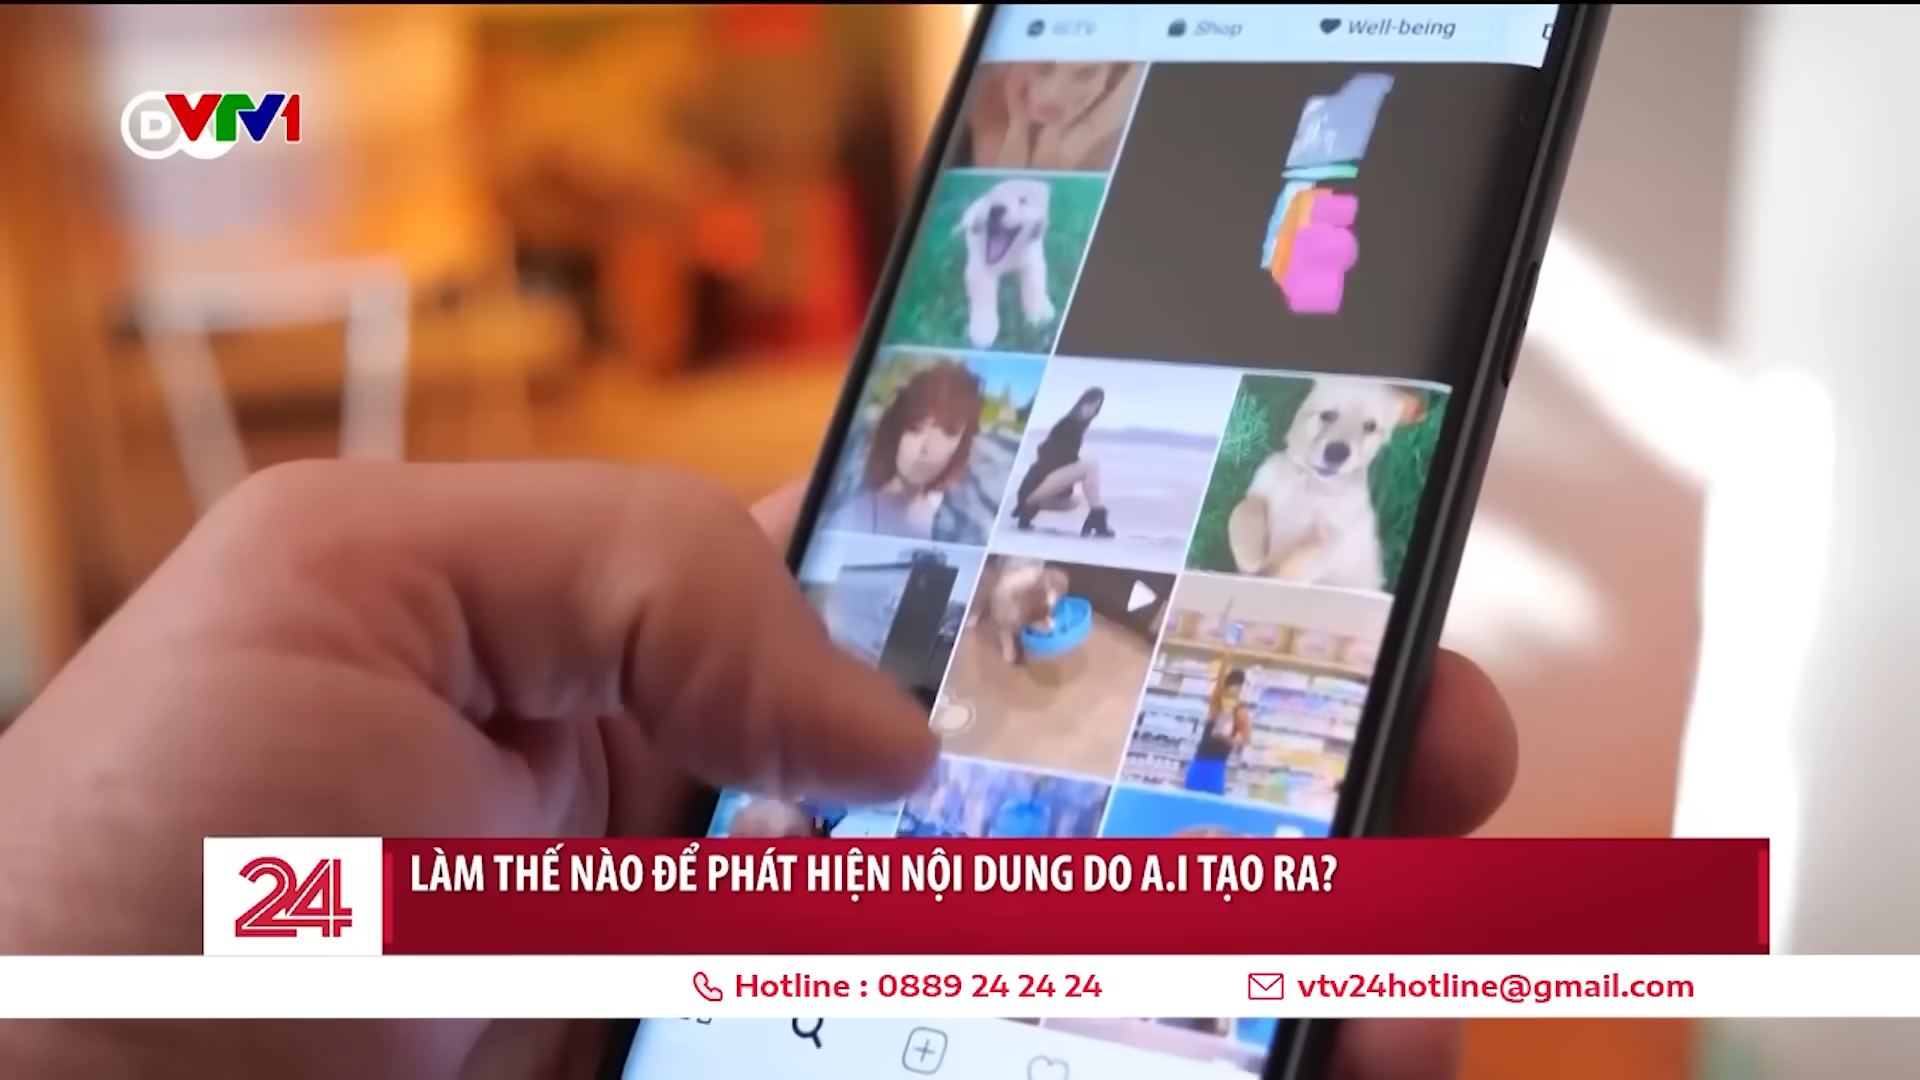 Shop
Well-being
D
VTV1
24
LÀM THẾ NÀO ĐỂ PHÁT HIỆN NỘI DUNG DO A.I TẠO RA?
Hotline : 0889 24 24 24
vtv24hotline@gmail.com